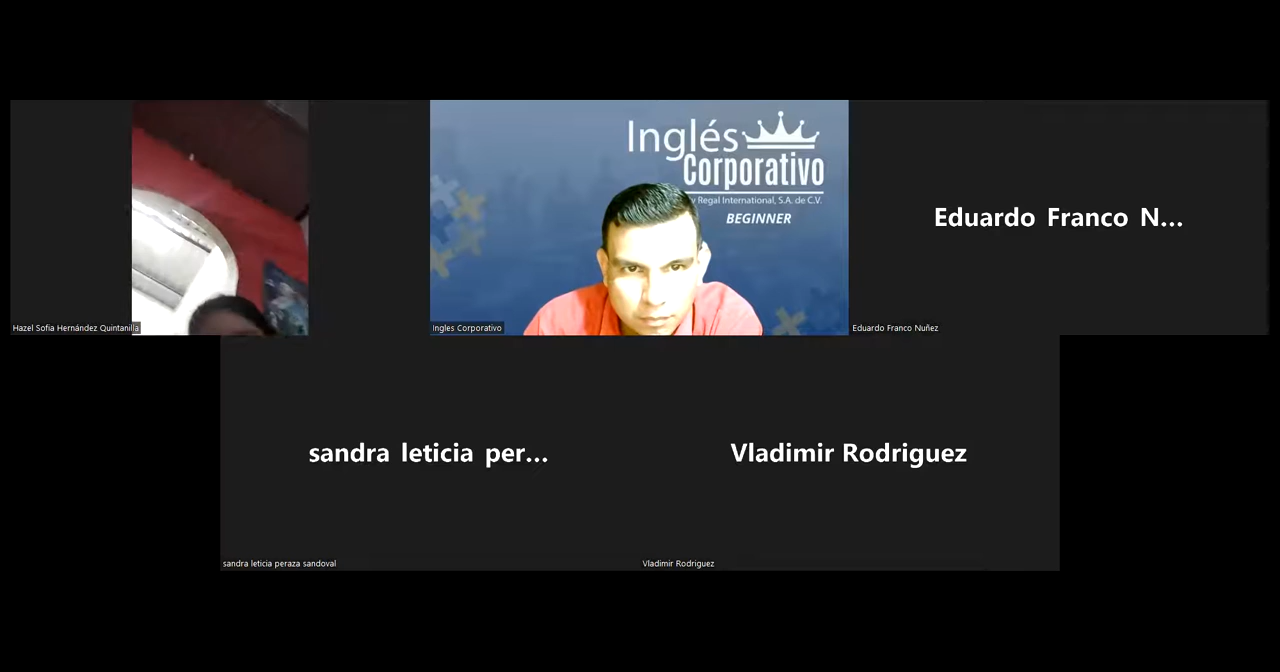 Inglés
Corporativo
y Regal International, S.A. de C.V.
BEGINNER
Eduardo Franco N...
Hazel Sofia Hernández Quintanilla
Ingles Corporativo
Eduardo Franco Nuñez
sandra leticia per...
Vladimir Rodriguez
sandra leticia peraza sandoval
Vladimir Rodriguez